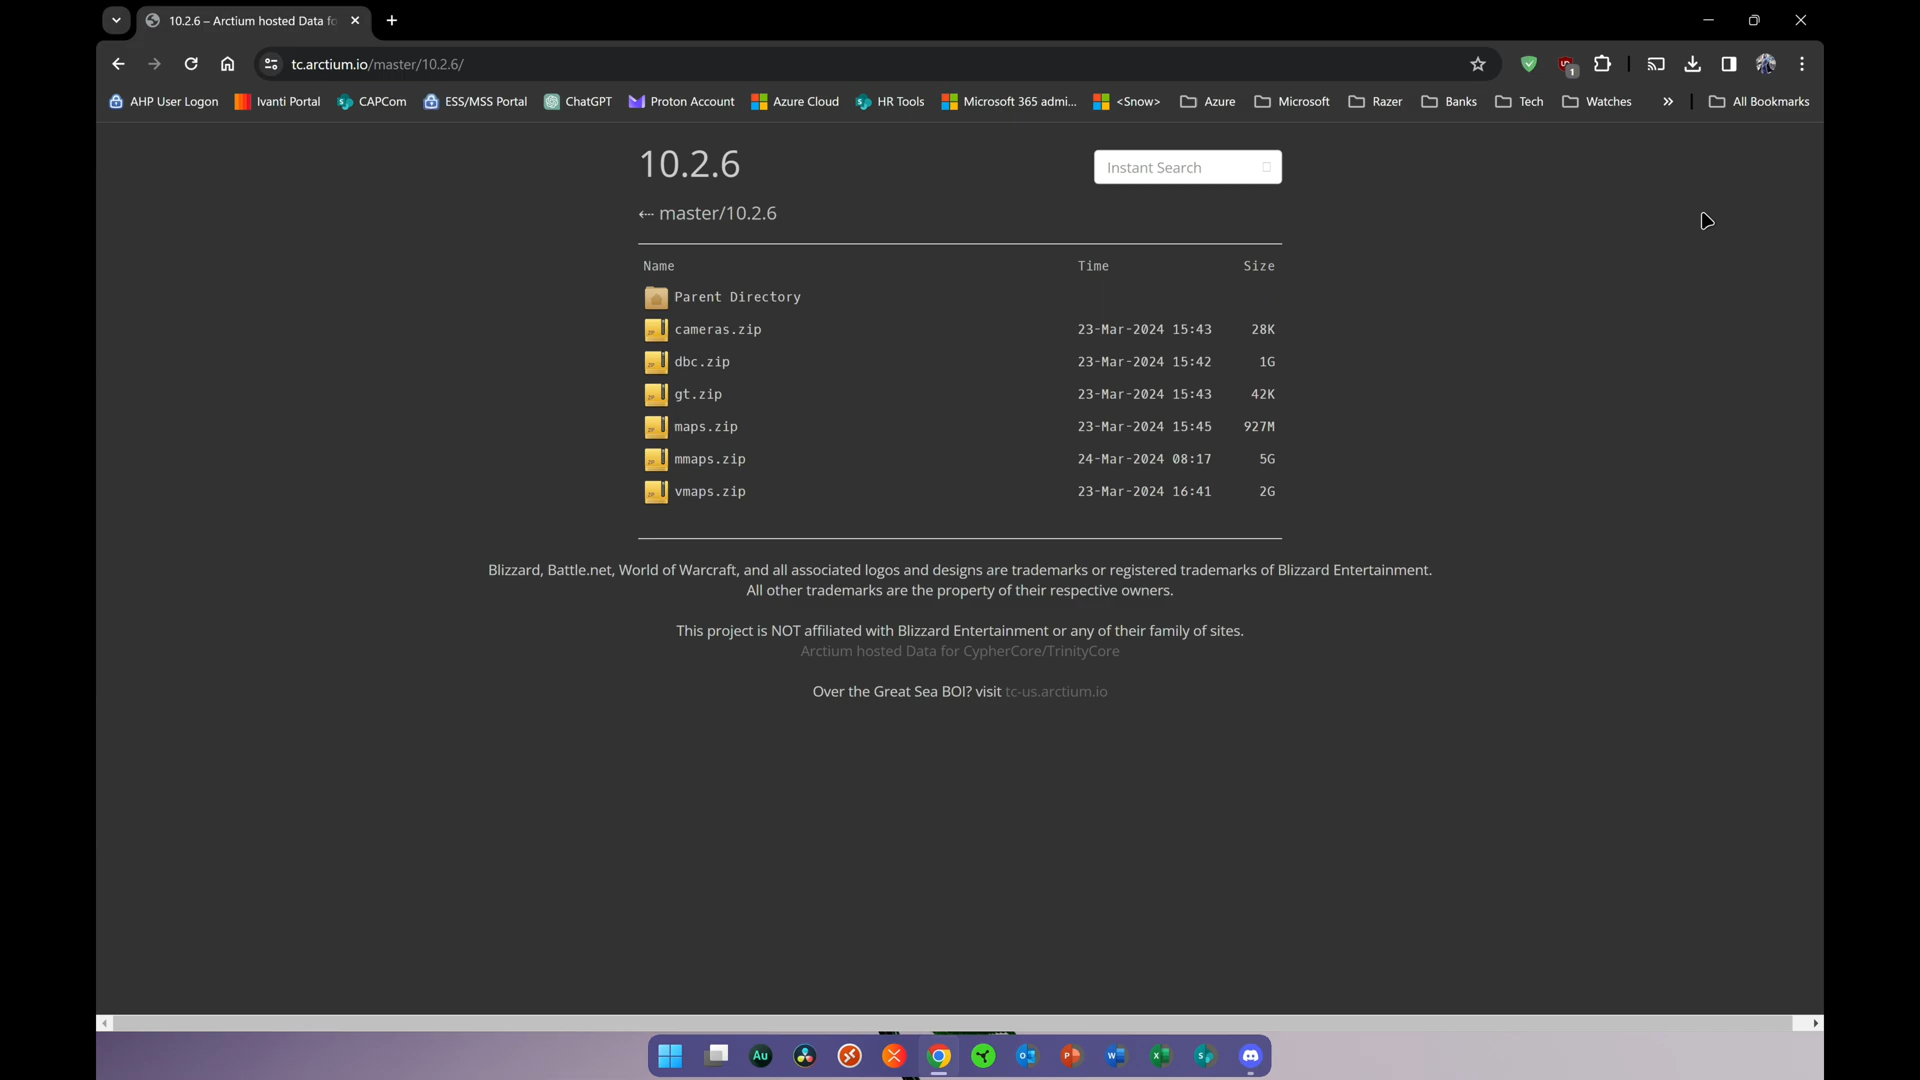 10.2.6 – Arctium hosted Data fo
tc.arctium.io/master/10.2.6/
1
AHP User Logon
Ivanti Portal
CAPCom
ESS/MSS Portal
ChatGPT
Proton Account
Azure Cloud
HR Tools
Microsoft 365 admi...
<Snow>
Azure
Microsoft
Razer
Banks
Tech
Watches
All Bookmarks
10.2.6
Instant Search
⇠ master/10.2.6
Name Time Size
Parent Directory
cameras.zip 23-Mar-2024 15:43 28K
dbc.zip 23-Mar-2024 15:42 1G
gt.zip 23-Mar-2024 15:43 42K
maps.zip 23-Mar-2024 15:45 927M
mmaps.zip 24-Mar-2024 08:17 5G
vmaps.zip 23-Mar-2024 16:41 2G
Blizzard, Battle.net, World of Warcraft, and all associated logos and designs are trademarks or registered trademarks of Blizzard Entertainment.
All other trademarks are the property of their respective owners.
This project is NOT affiliated with Blizzard Entertainment or any of their family of sites.
Arctium hosted Data for CypherCore/TrinityCore
Over the Great Sea BOI? visit tc-us.arctium.io
Au